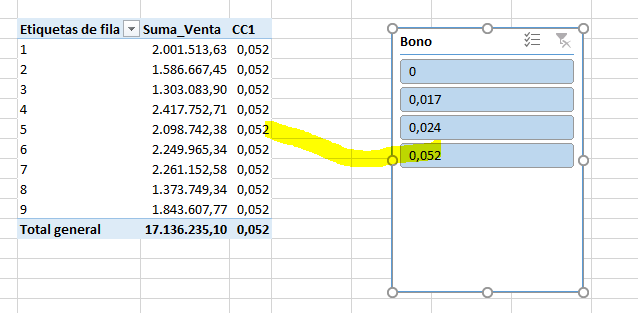 Etiquetas de fila Suma_Venta CC1
1 2.001.513,63 0,052
2 1.586.667,45 0,052
3 1.303.083,90 0,052
4 2.417.752,71 0,052
5 2.098.742,38 0,052
6 2.249.965,34 0,052
7 2.261.152,58 0,052
8 1.373.749,34 0,052
9 1.843.607,77 0,052
Total general 17.136.235,10 0,052
Bono
0
0,017
0,024
0,052